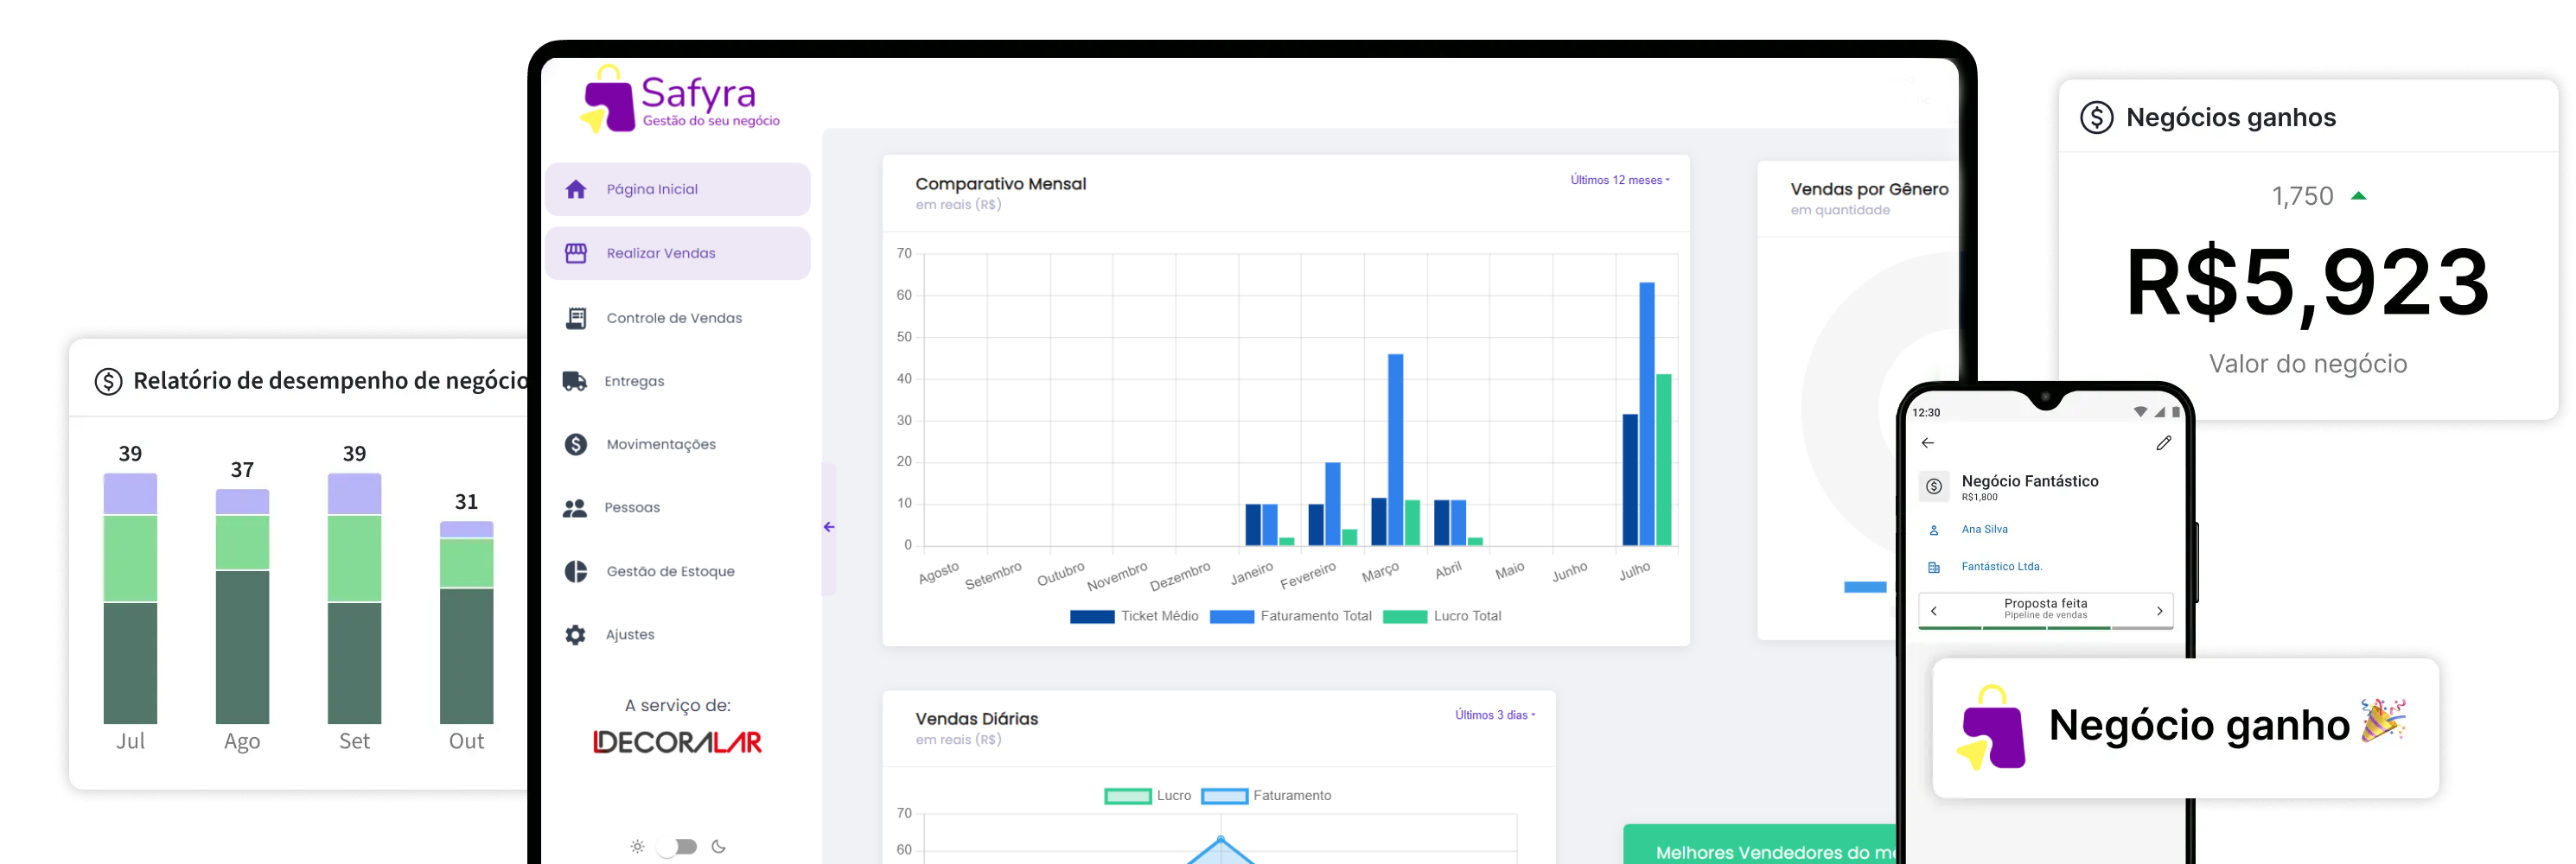 Relatório de desempenho de negócio
39
37
39
31
Jul
Ago
Set
Out
Safyra
Gestão do seu negócio
Página Inicial
Realizar Vendas
Controle de Vendas
Entregas
Movimentações
Pessoas
Gestão de Estoque
Ajustes
A serviço de:
DECORALAR
Comparativo Mensal
em reais (R$)
Últimos 12 meses
70
60
50
40
30
20
10
0
Agosto
Setembro
Outubro
Novembro
Dezembro
Janeiro
Fevereiro
Março
Abril
Maio
Junho
Julho
Ticket Médio
Faturamento Total
Lucro Total
Vendas por Gênero
em quantidade
Vendas Diárias
em reais (R$)
Últimos 3 dias
Lucro
Faturamento
70
60
Melhores Vendedores do
Negócios ganhos
1,750
R$5,923
Valor do negócio
12:30
Negócio Fantástico
R$1,800
Ana Silva
Fantástico Ltda.
Proposta feita
Pipeline de vendas
Negócio ganho